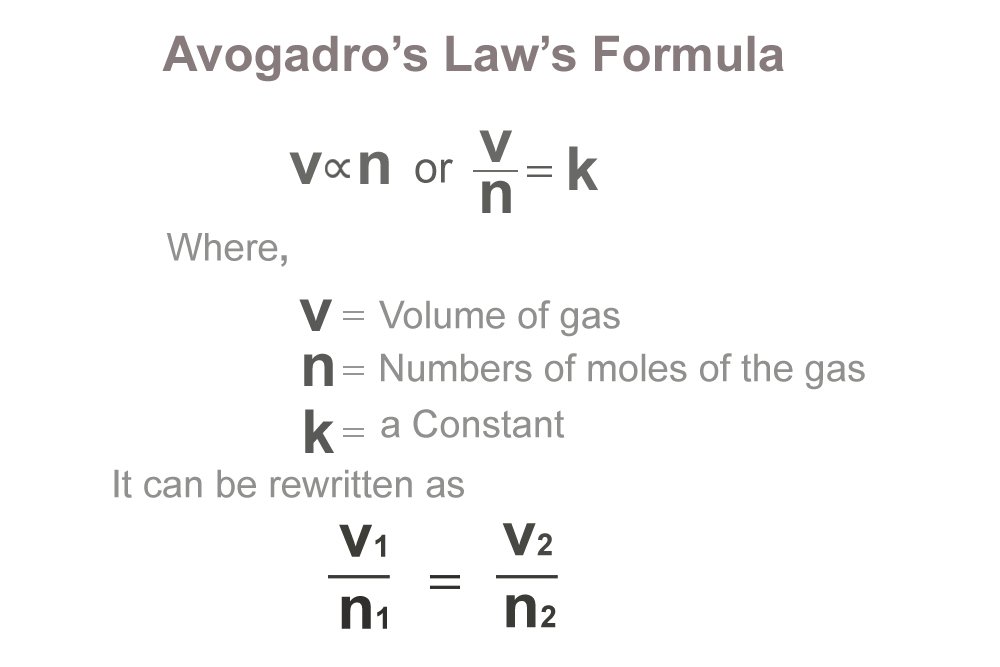 Avogadro’s Law’s Formula
v∝n or v/n = k
Where,
v = Volume of gas
n = Numbers of moles of the gas
k = a Constant
It can be rewritten as
v1/n1 = v2/n2